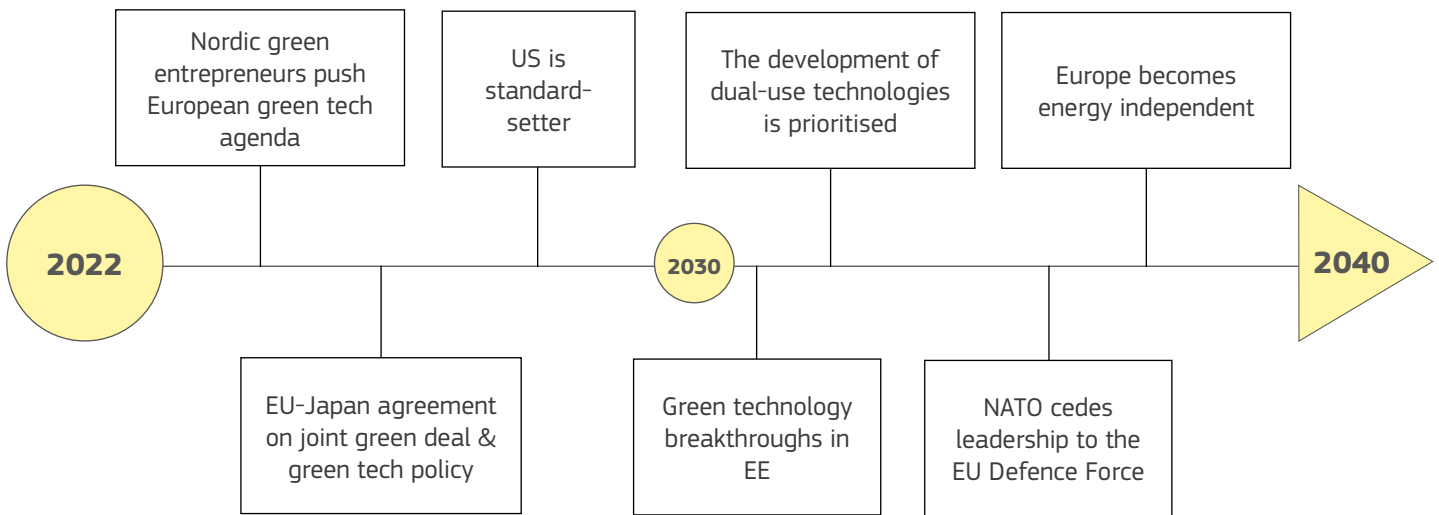 Nordic green
entrepreneurs push
European green tech
agenda
US is
standard-
setter
The development of
dual-use technologies
is prioritised
Europe becomes
energy independent
2022
2030
2040
EU-Japan agreement
on joint green deal &
green tech policy
Green technology
breakthroughs in
EE
NATO cedes
leadership to the
EU Defence Force